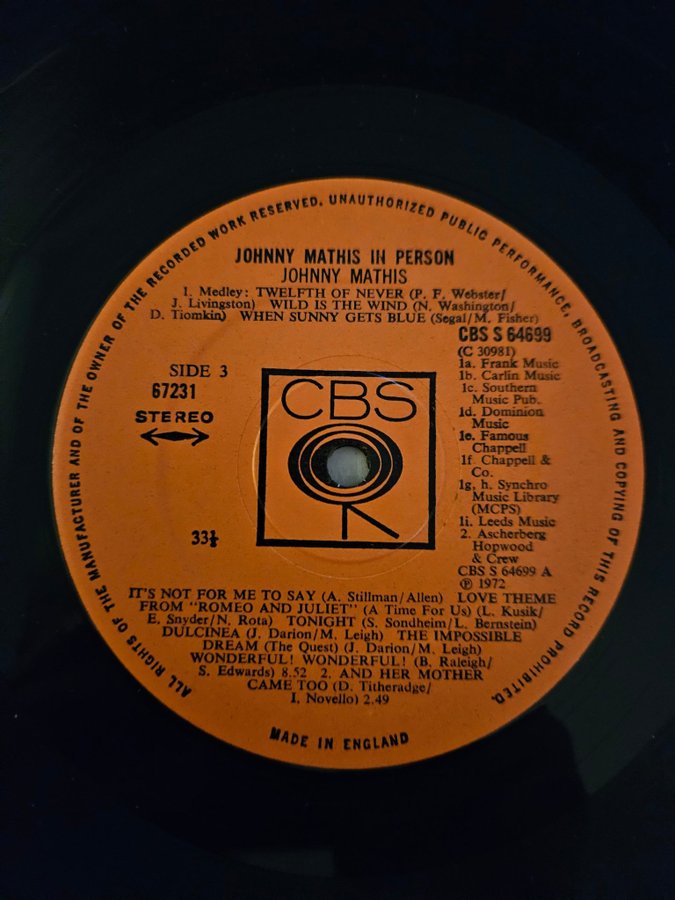 ALL RIGHTS OF THE MANUFACTURER AND OF THE OWNER OF THE RECORDED WORK RESERVED. UNAUTHORIZED PUBLIC PERFORMANCE, BROADCASTING AND COPYING OF THIS RECORD PROHIBITED.
JOHNNY MATHIS IN PERSON
JOHNNY MATHIS
1. Medley: TWELFTH OF NEVER (P. F. Webster/
J. Livingston) WILD IS THE WIND (N. Washington/
D. Tiomkin) WHEN SUNNY GETS BLUE (Segal/M. Fisher)
CBS S 64699
(C 30981)
SIDE 3
67231
STEREO
33⅓
CBS
1a. Frank Music
1b. Carlin Music
1c. Southern
Music Pub.
1d. Dominion
Music
1e. Famous
Chappell
1f. Chappell &
Co.
1g, h. Synchro
Music Library
(MCPS)
1i. Leeds Music
2. Ascherberg
Hopwood
& Crew
CBS S 64699 A
℗ 1972
IT'S NOT FOR ME TO SAY (A. Stillman/Allen) LOVE THEME
FROM "ROMEO AND JULIET" (A Time For Us) (L. Kusik/
E. Snyder/N. Rota) TONIGHT (S. Sondheim/L. Bernstein)
DULCINEA (J. Darion/M. Leigh) THE IMPOSSIBLE
DREAM (The Quest) (J. Darion/M. Leigh)
WONDERFUL! WONDERFUL! (B. Raleigh/
S. Edwards) 8.52 2. AND HER MOTHER
CAME TOO (D. Titheradge/
I. Novello) 2.49
MADE IN ENGLAND